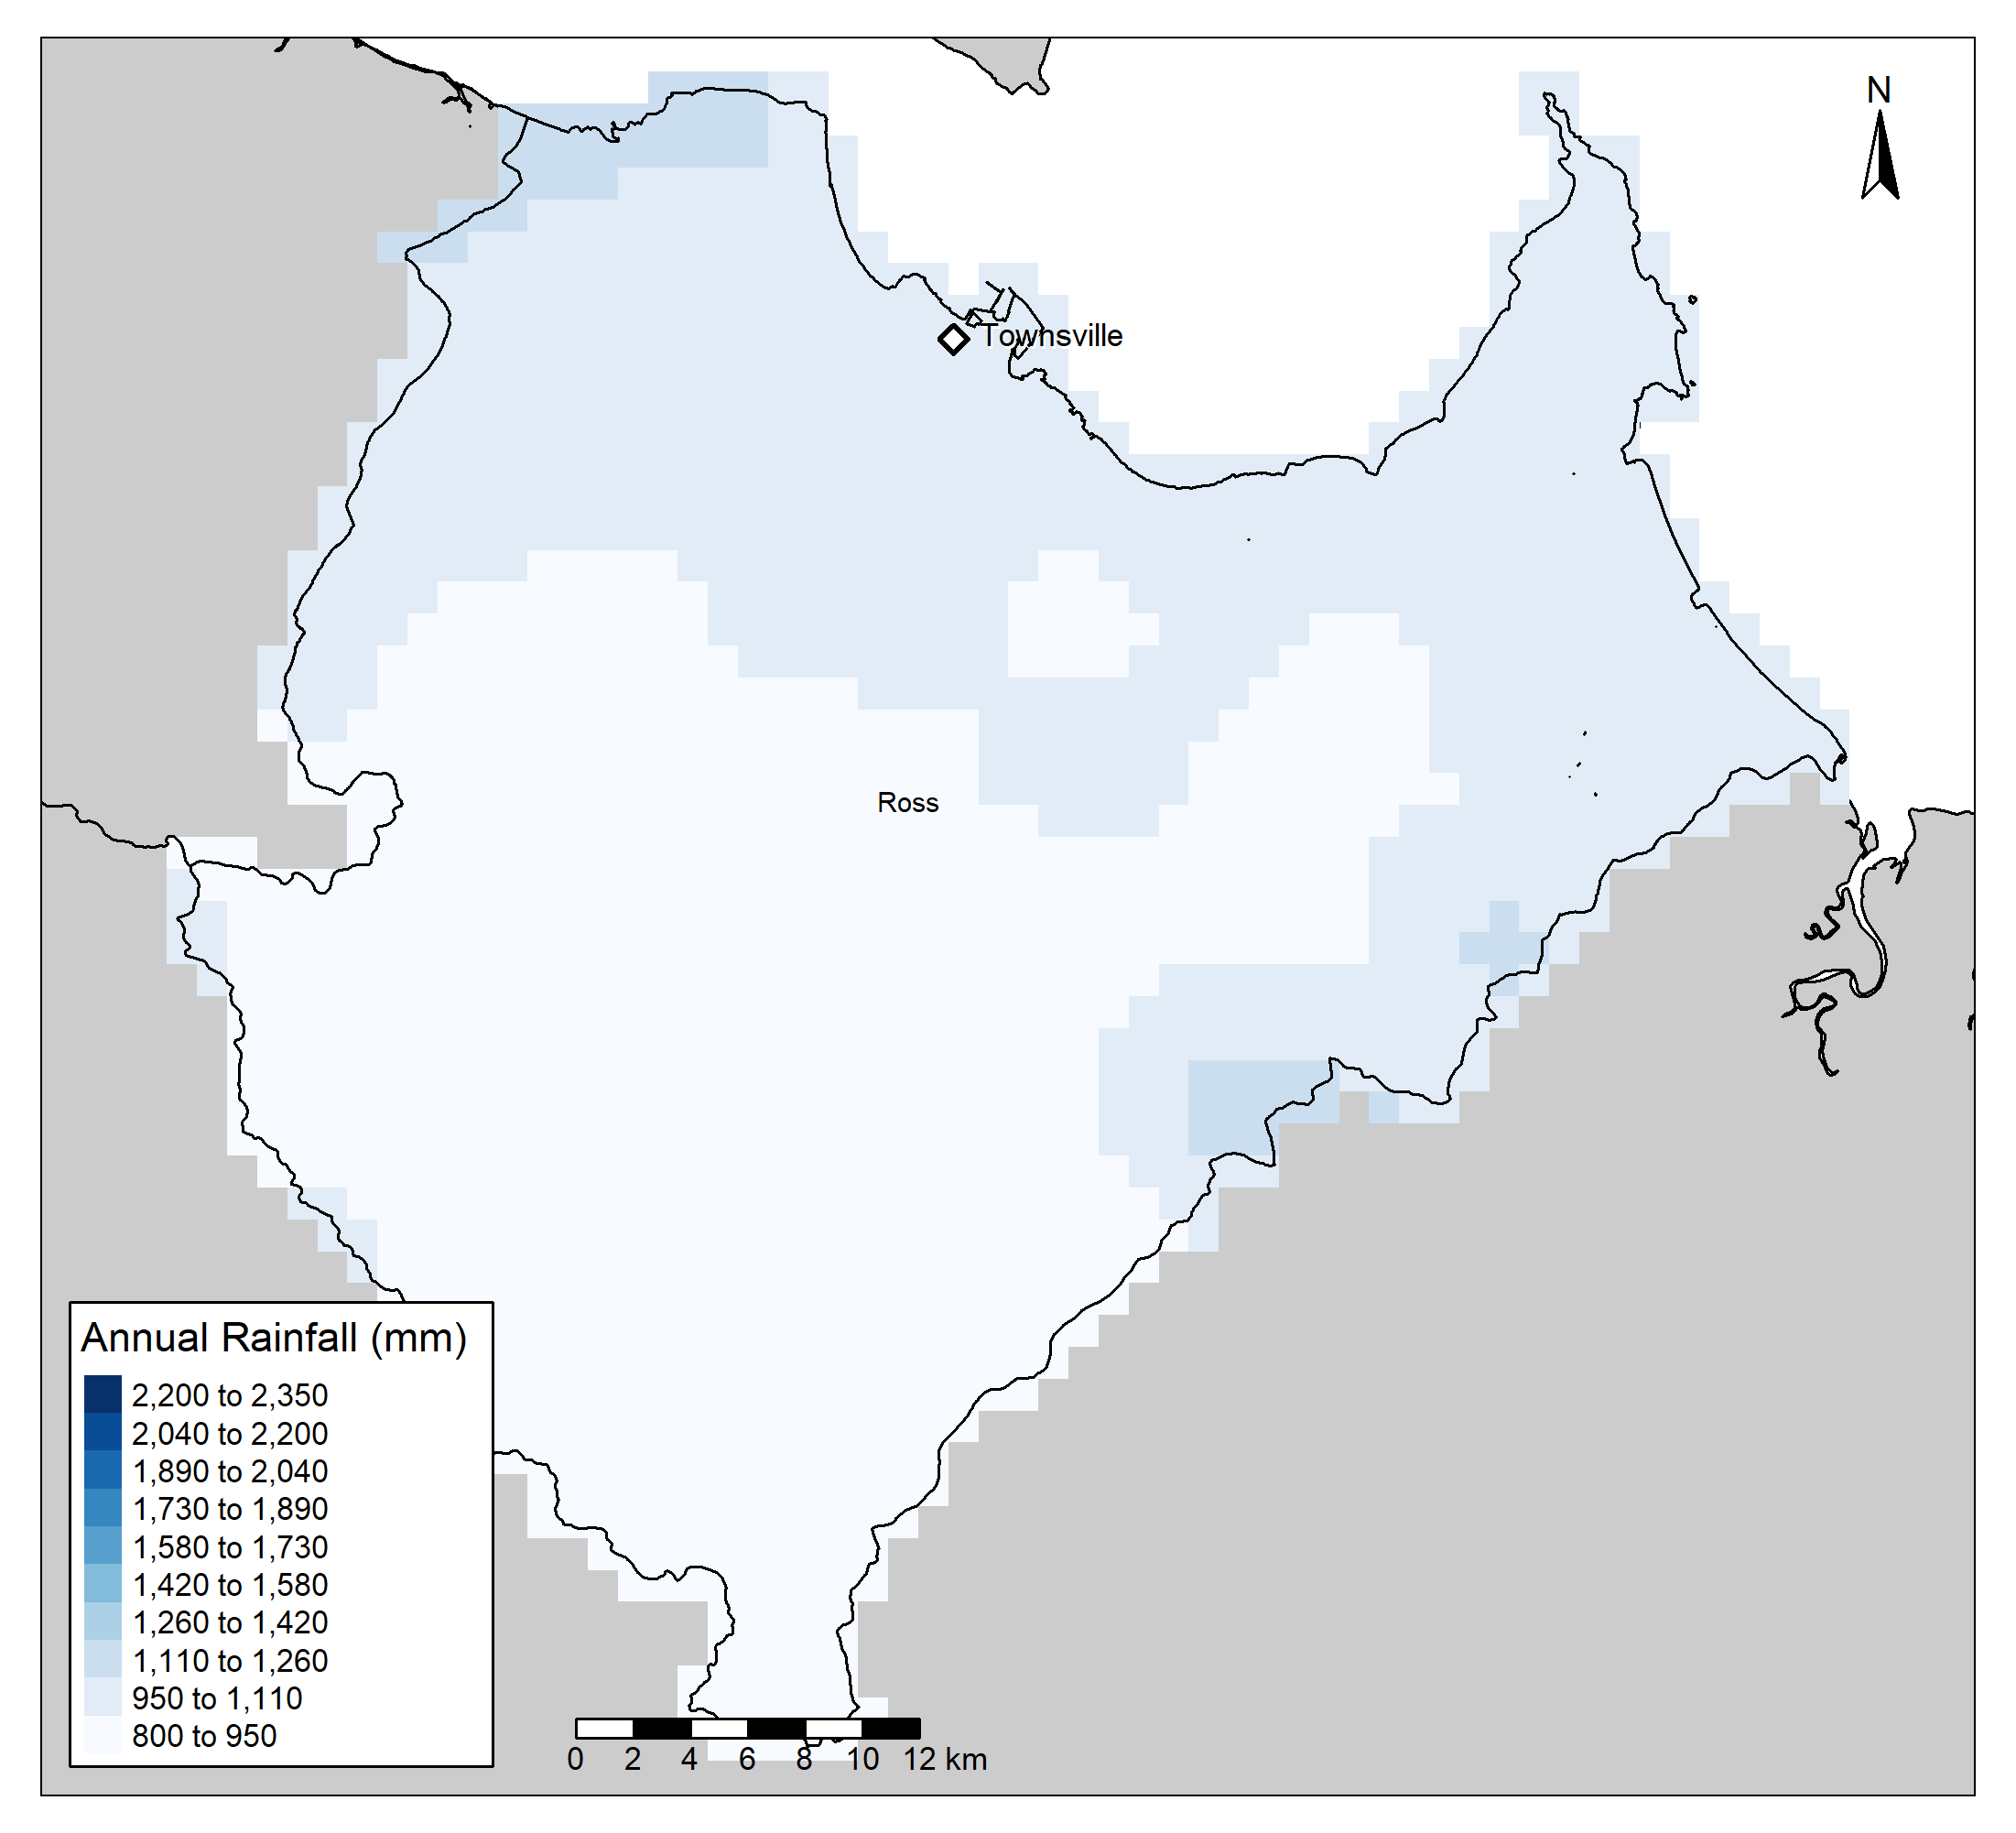 N
Townsville
Ross
Annual Rainfall (mm)
2,200 to 2,350
2,040 to 2,200
1,890 to 2,040
1,730 to 1,890
1,580 to 1,730
1,420 to 1,580
1,260 to 1,420
1,110 to 1,260
950 to 1,110
800 to 950
0 2 4 6 8 10 12 km